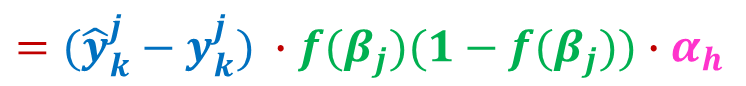 = (ŷ_k^j − y_k^j) · f(β_j)(1 − f(β_j)) · α_h